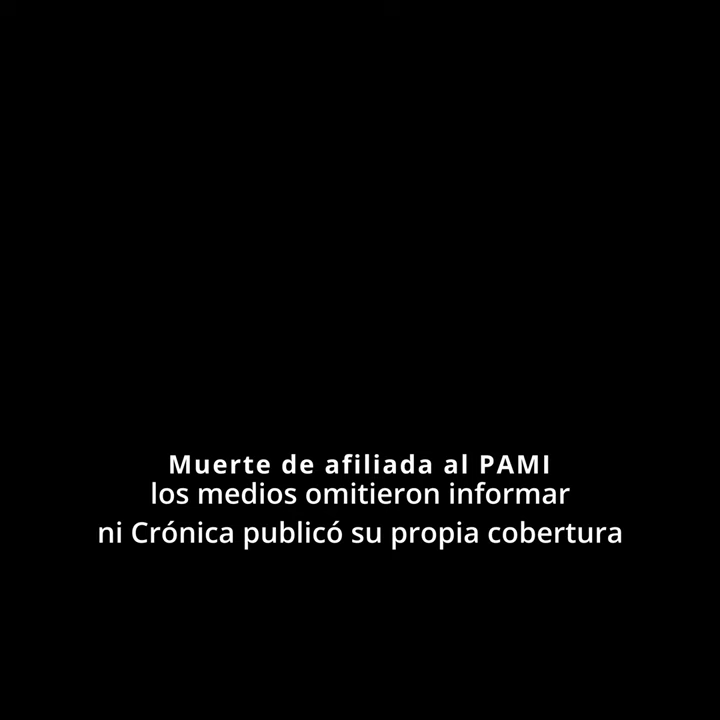 Muerte de afiliada al PAMI
los medios omitieron informar
ni Crónica publicó su propia cobertura